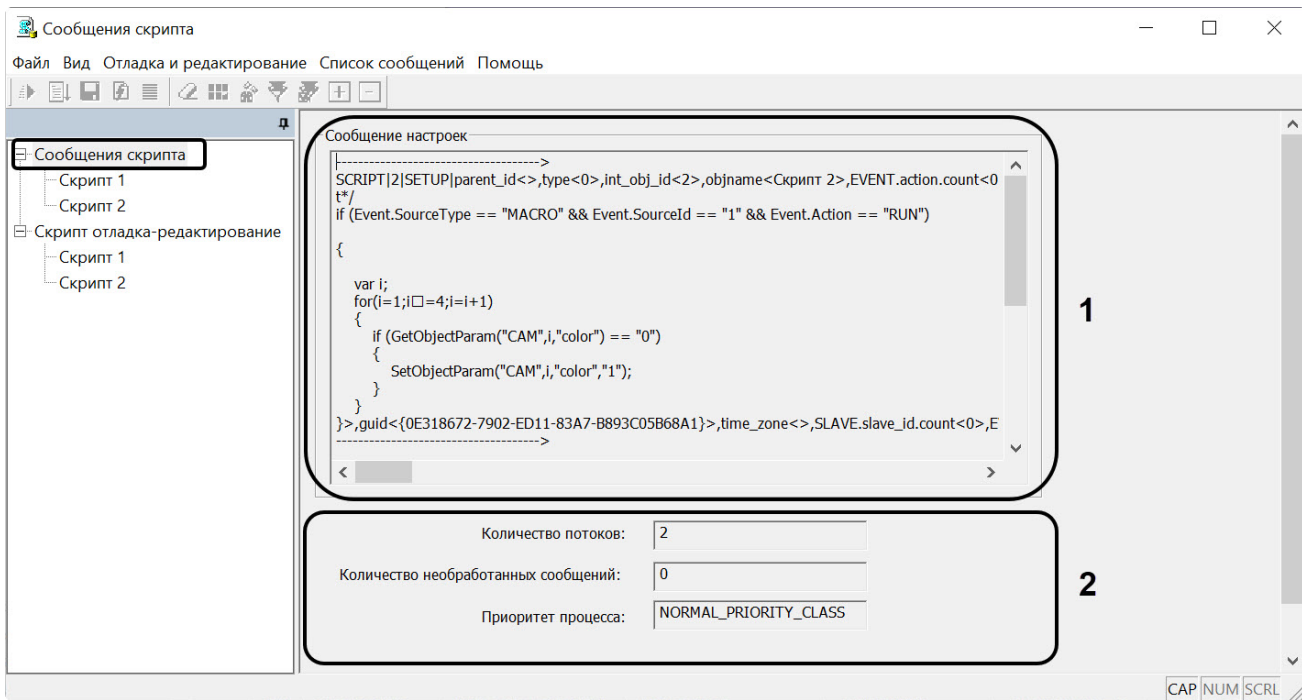 Сообщения скрипта
Файл Вид Отладка и редактирование Список сообщений Помощь
Сообщения скрипта
Скрипт 1
Скрипт 2
Скрипт отладка-редактирование
Скрипт 1
Скрипт 2
Сообщение настроек
|------------------------------------>
SCRIPT|2|SETUP|parent_id<>,type<0>,int_obj_id<2>,objname<Скрипт 2>,EVENT.action.count<0
t*/
if (Event.SourceType == "MACRO" && Event.SourceId == "1" && Event.Action == "RUN")
{
var i;
for(i=1;i□=4;i=i+1)
{
if (GetObjectParam("CAM",i,"color") == "0")
{
SetObjectParam("CAM",i,"color","1");
}
}
}>,guid<{0E318672-7902-ED11-83A7-B893C05B68A1}>,time_zone<>,SLAVE.slave_id.count<0>,E
------------------------------------>
1
Количество потоков: 2
Количество необработанных сообщений: 0
Приоритет процесса: NORMAL_PRIORITY_CLASS
2
CAP NUM SCRL